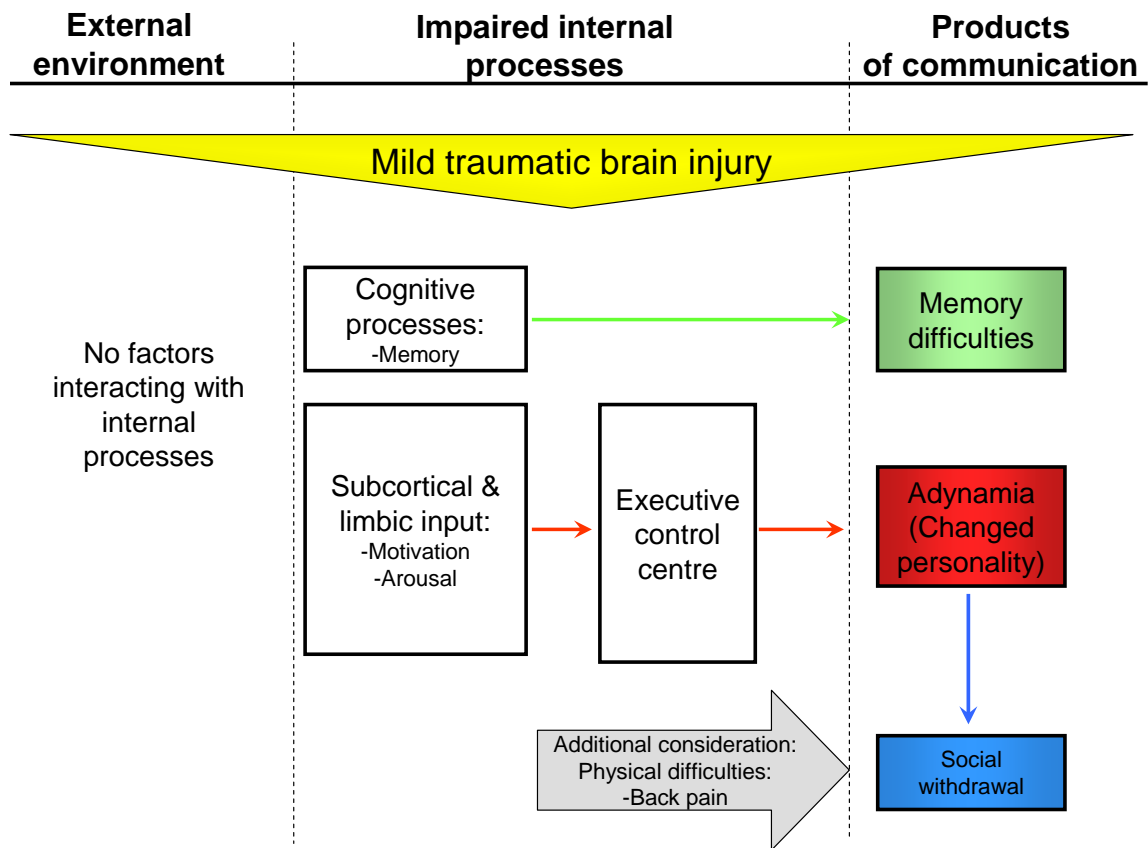 External
environment
Impaired internal
processes
Products
of communication
Mild traumatic brain injury
No factors
interacting with
internal
processes
Cognitive
processes:
-Memory
Memory
difficulties
Subcortical &
limbic input:
-Motivation
-Arousal
Executive
control
centre
Adynamia
(Changed
personality)
Additional consideration:
Physical difficulties:
-Back pain
Social
withdrawal